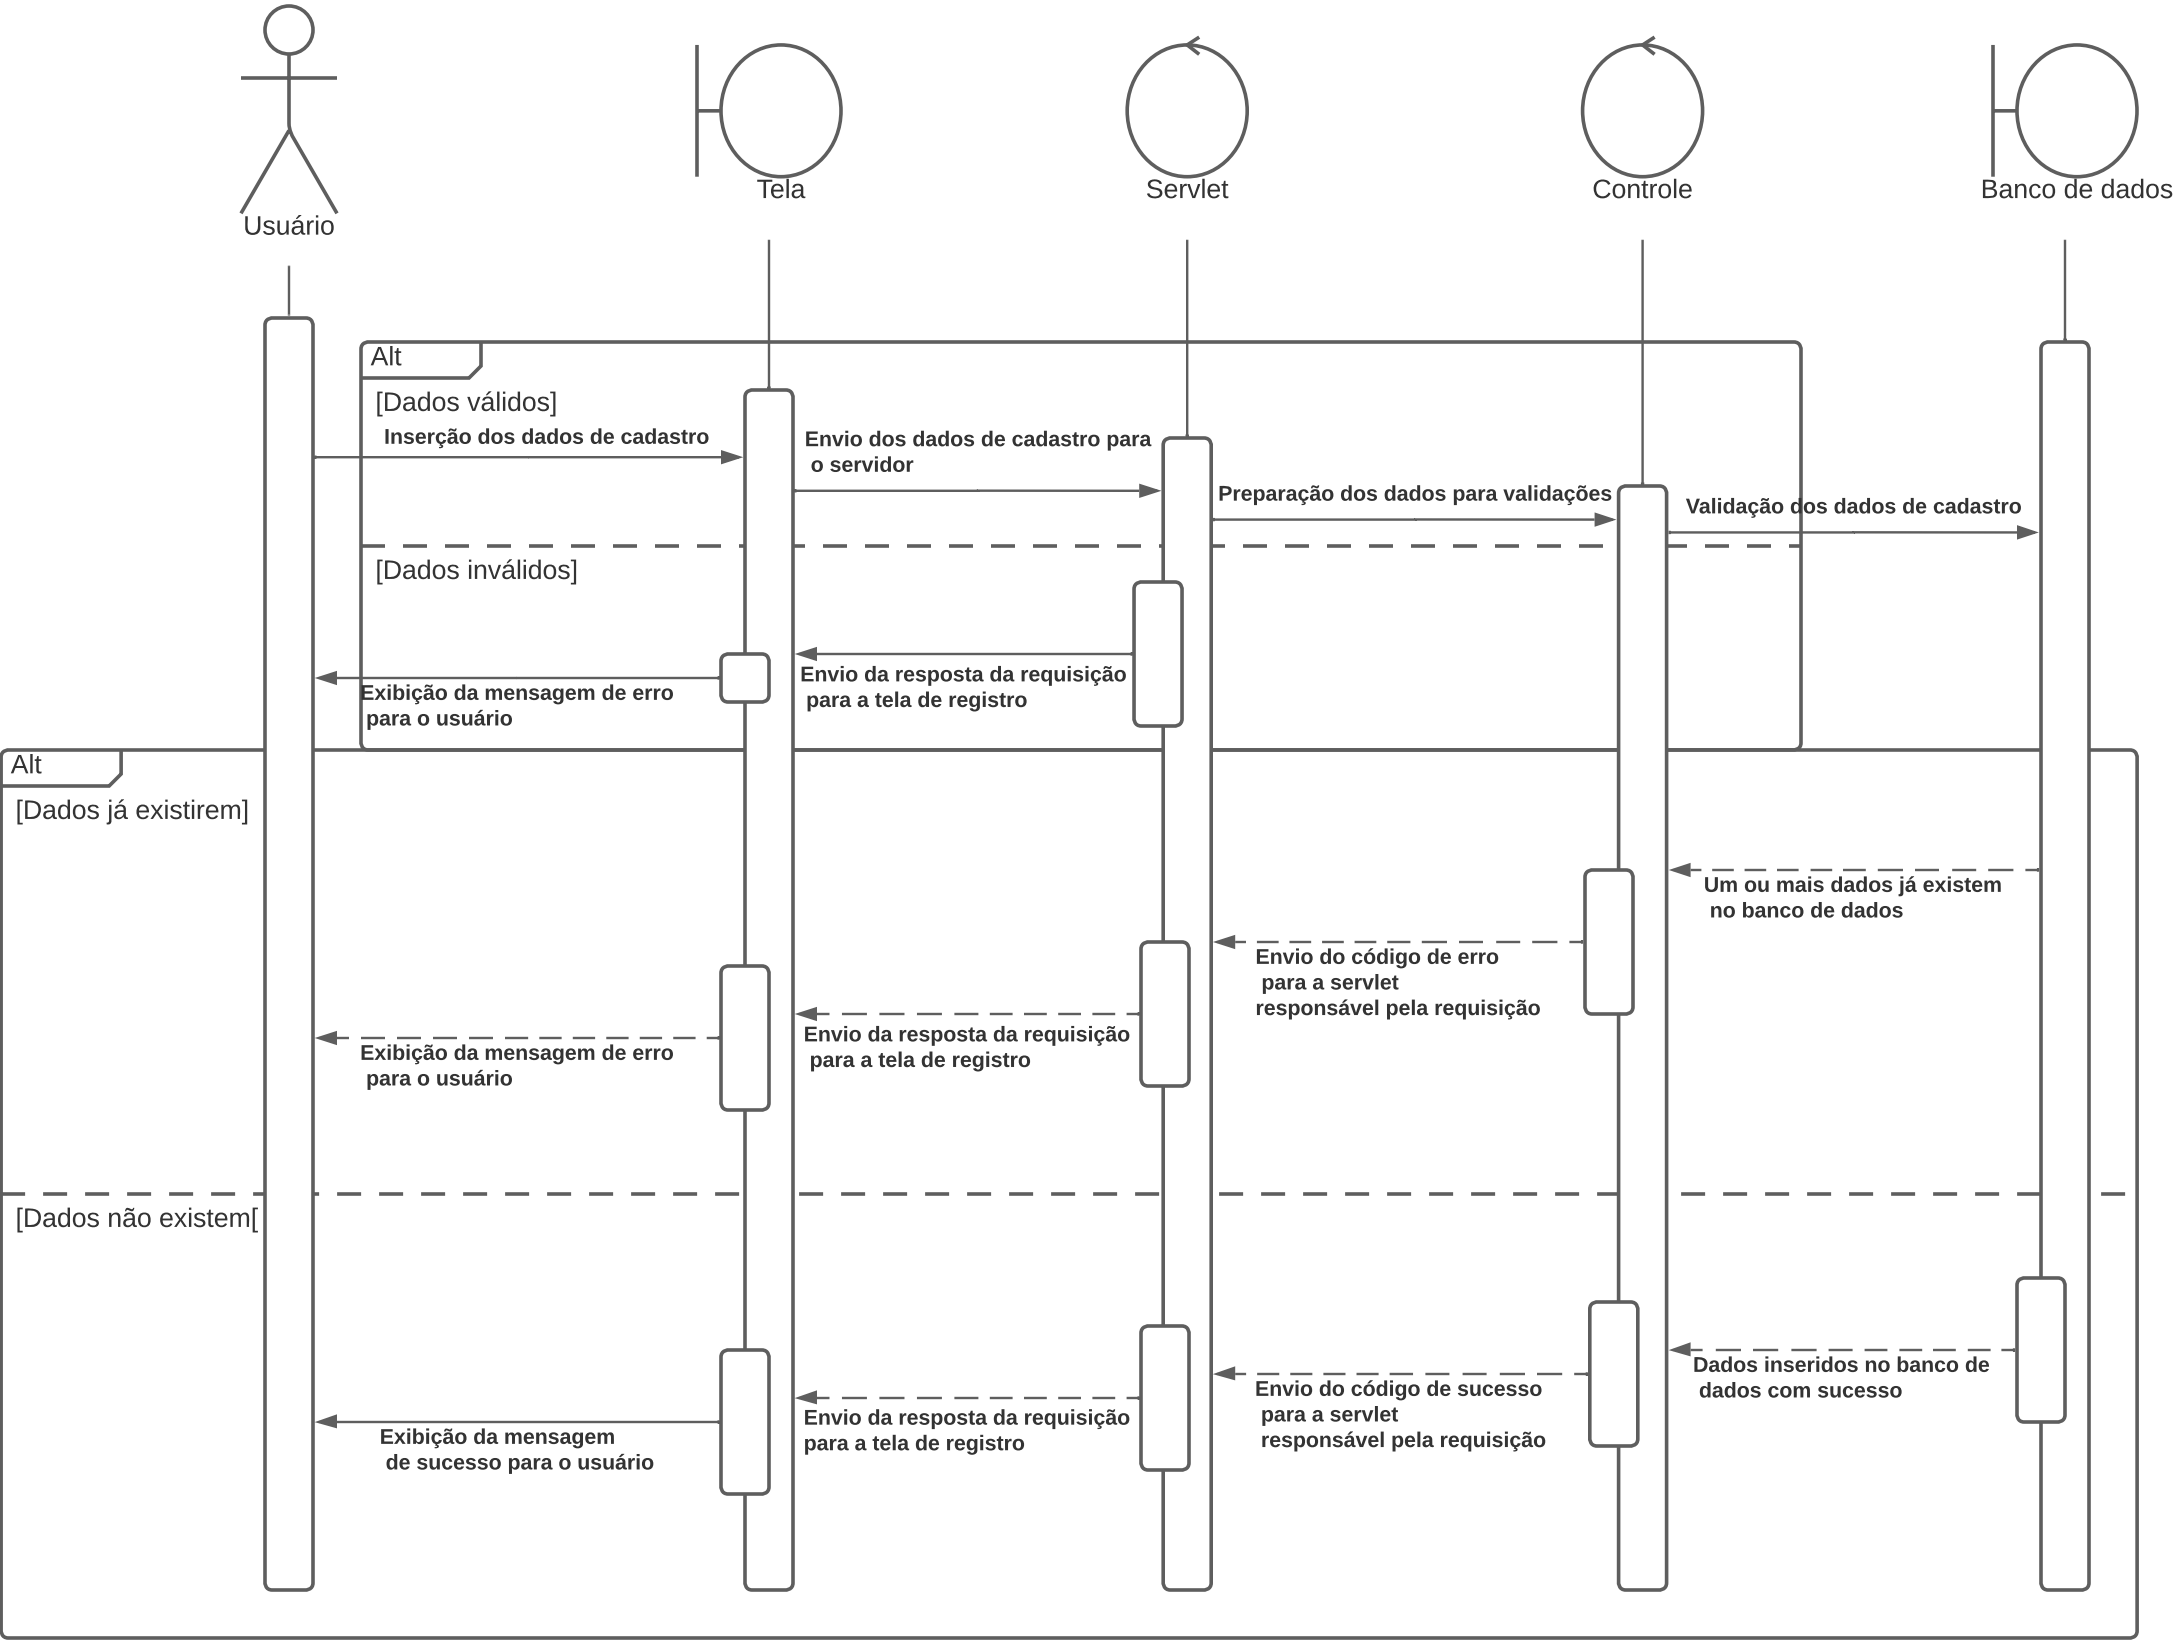 Usuário
Tela
Servlet
Controle
Banco de dados
Alt
[Dados válidos]
Inserção dos dados de cadastro
Envio dos dados de cadastro para
o servidor
Preparação dos dados para validações
Validação dos dados de cadastro
[Dados inválidos]
Envio da resposta da requisição
para a tela de registro
Exibição da mensagem de erro
para o usuário
Alt
[Dados já existirem]
Um ou mais dados já existem
no banco de dados
Envio do código de erro
para a servlet
responsável pela requisição
Envio da resposta da requisição
para a tela de registro
Exibição da mensagem de erro
para o usuário
[Dados não existem[
Dados inseridos no banco de
dados com sucesso
Envio do código de sucesso
para a servlet
responsável pela requisição
Envio da resposta da requisição
para a tela de registro
Exibição da mensagem
de sucesso para o usuário